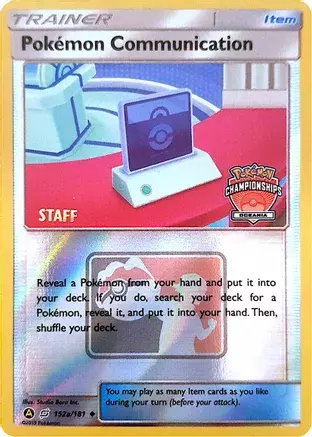 TRAINER Item
Pokémon Communication
STAFF
Pokémon
CHAMPIONSHIPS
OCEANIA
Reveal a Pokémon from your hand and put it into
your deck. If you do, search your deck for a
Pokémon, reveal it, and put it into your hand. Then,
shuffle your deck.
Illus. Studio Bora Inc.
152a/181
©2019 Pokémon
You may play as many Item cards as you like
during your turn (before your attack).